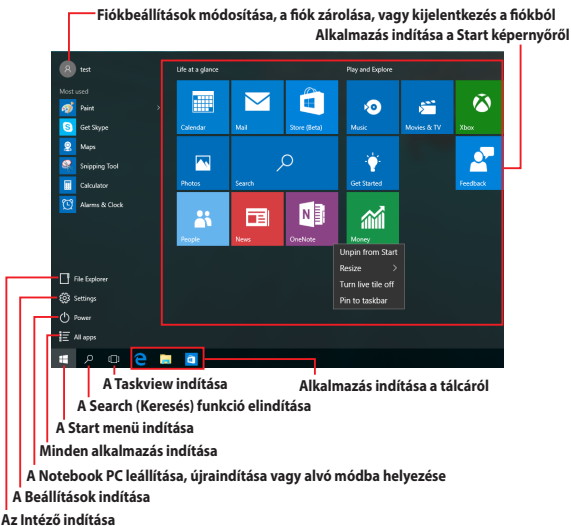 Fiókbeállítások módosítása, a fiók zárolása, vagy kijelentkezés a fiókból
Alkalmazás indítása a Start képernyőről
test
Life at a glance
Play and Explore
Most used
Paint
Get Skype
Maps
Snipping Tool
Calculator
Alarms & Clock
Calendar
Mail
Store (Beta)
Music
Movies & TV
Xbox
Photos
Search
Get Started
Feedback
People
News
OneNote
Money
Unpin from Start
Resize
Turn live tile off
Pin to taskbar
File Explorer
Settings
Power
All apps
A Taskview indítása
Alkalmazás indítása a tálcáról
A Search (Keresés) funkció elindítása
A Start menü indítása
Minden alkalmazás indítása
A Notebook PC leállítása, újraindítása vagy alvó módba helyezése
A Beállítások indítása
Az Intéző indítása